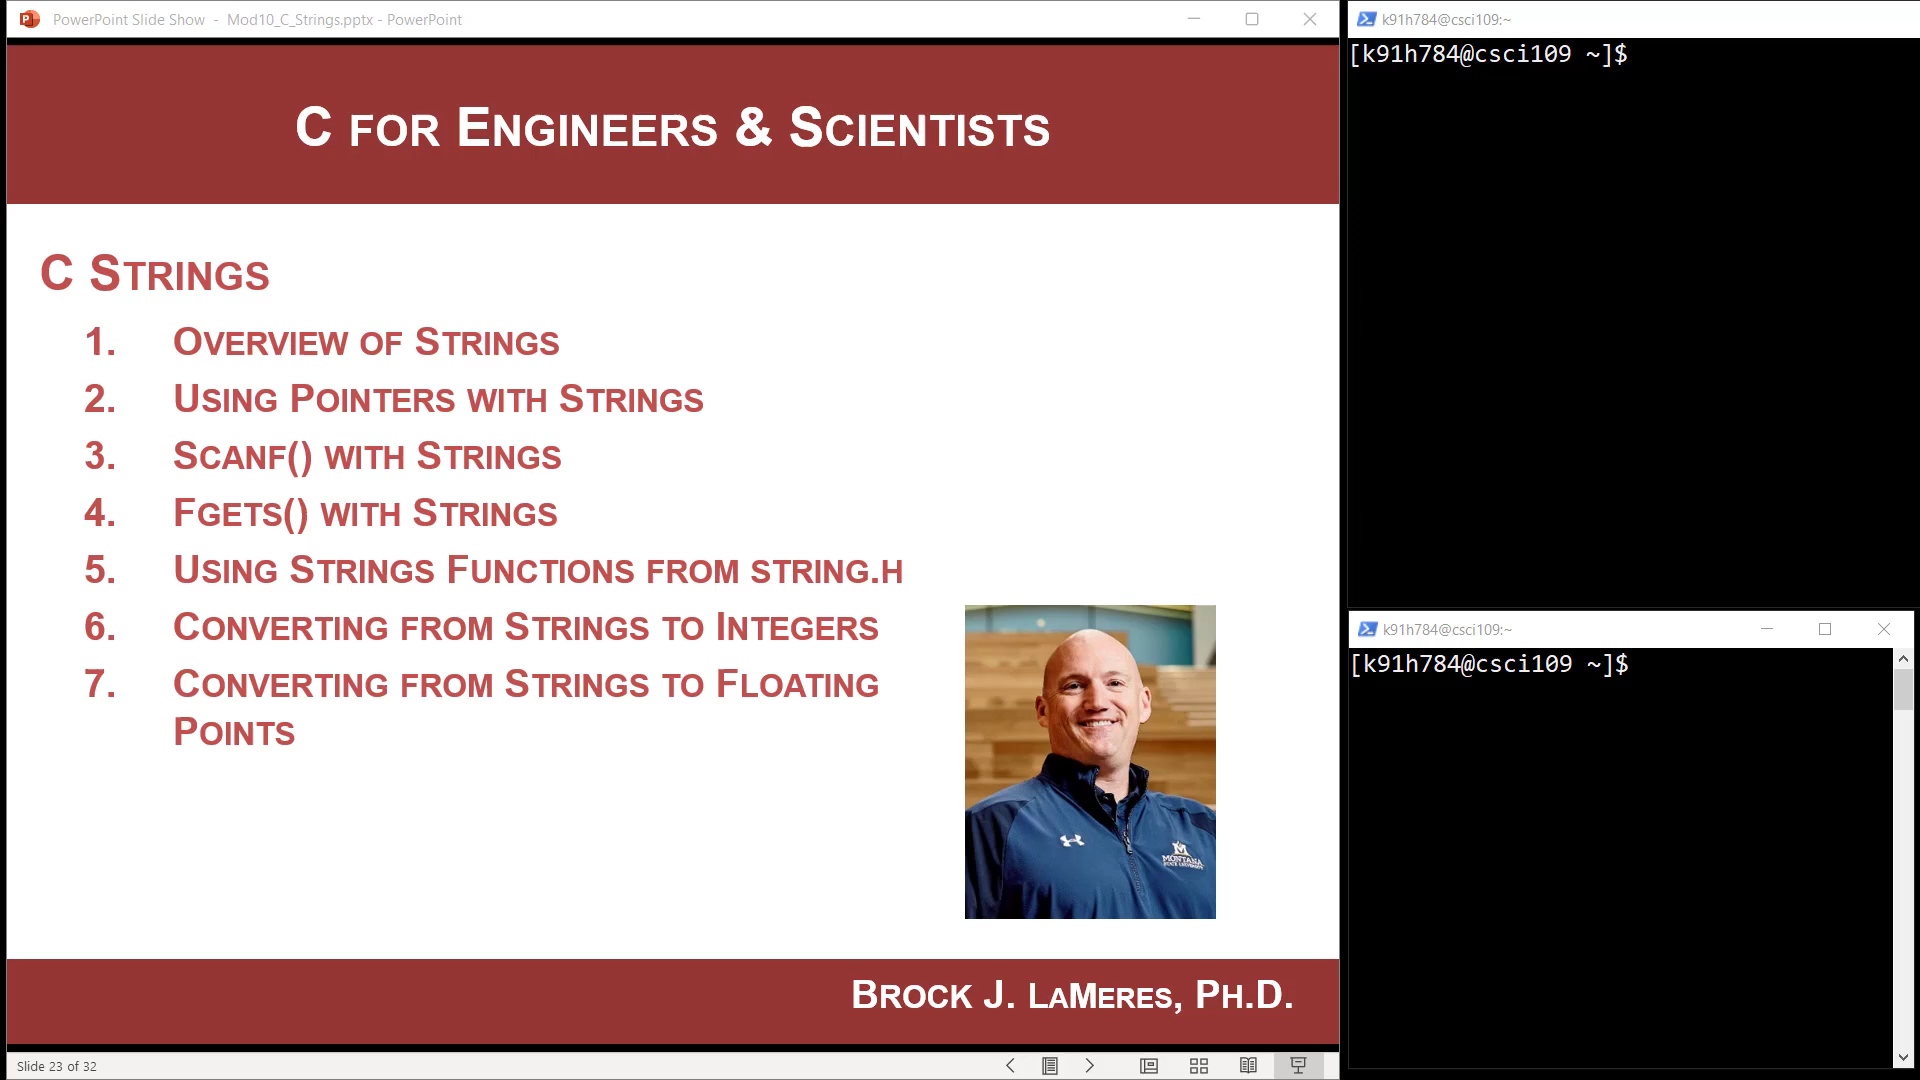 PowerPoint Slide Show - Mod10_C_Strings.pptx - PowerPoint
C FOR ENGINEERS & SCIENTISTS
C STRINGS
1. OVERVIEW OF STRINGS
2. USING POINTERS WITH STRINGS
3. SCANF() WITH STRINGS
4. FGETS() WITH STRINGS
5. USING STRINGS FUNCTIONS FROM STRING.H
6. CONVERTING FROM STRINGS TO INTEGERS
7. CONVERTING FROM STRINGS TO FLOATING
POINTS
MONTANA
STATE UNIVERSITY
BROCK J. LAMERES, PH.D.
Slide 23 of 32
k91h784@csci109:~
[k91h784@csci109 ~]$
k91h784@csci109:~
[k91h784@csci109 ~]$